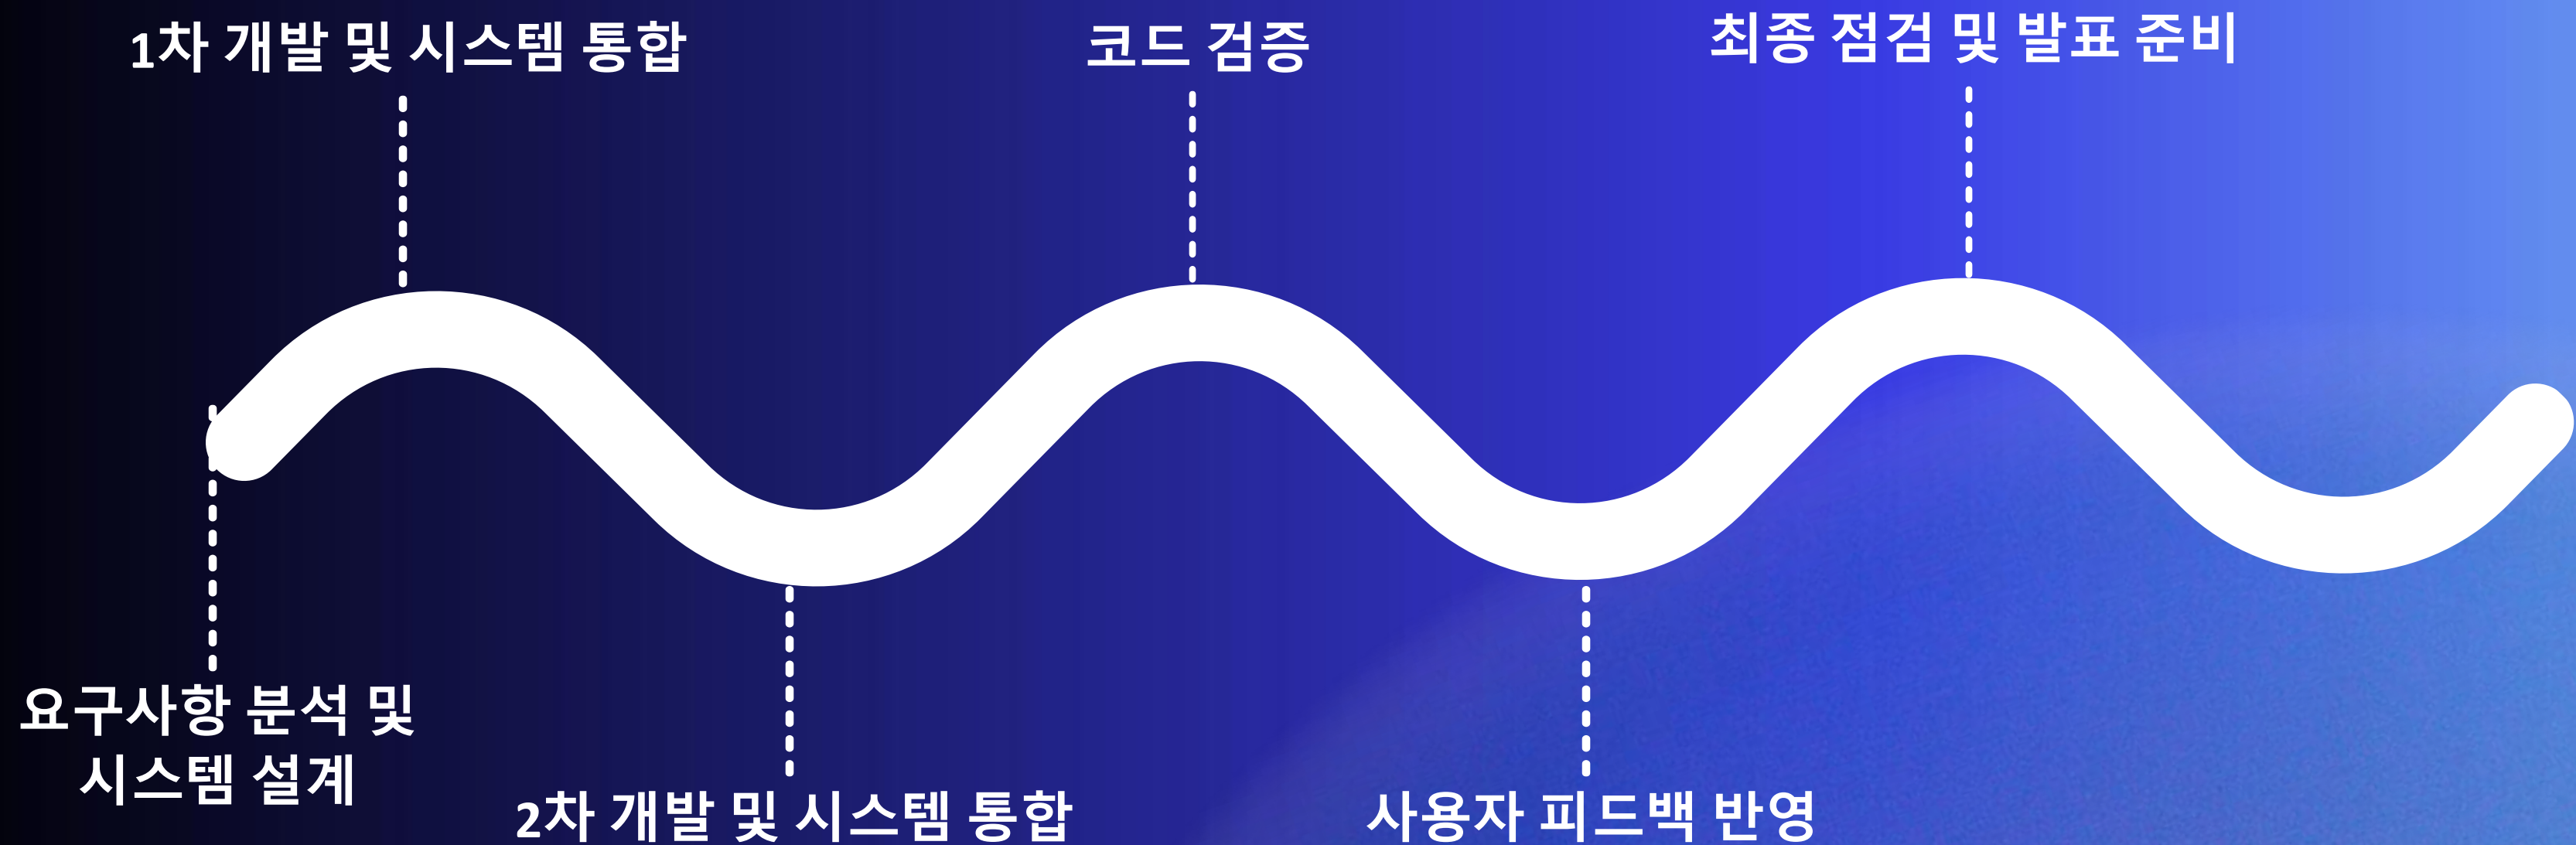 1차 개발 및 시스템 통합
코드 검증
최종 점검 및 발표 준비
요구사항 분석 및
시스템 설계
2차 개발 및 시스템 통합
사용자 피드백 반영